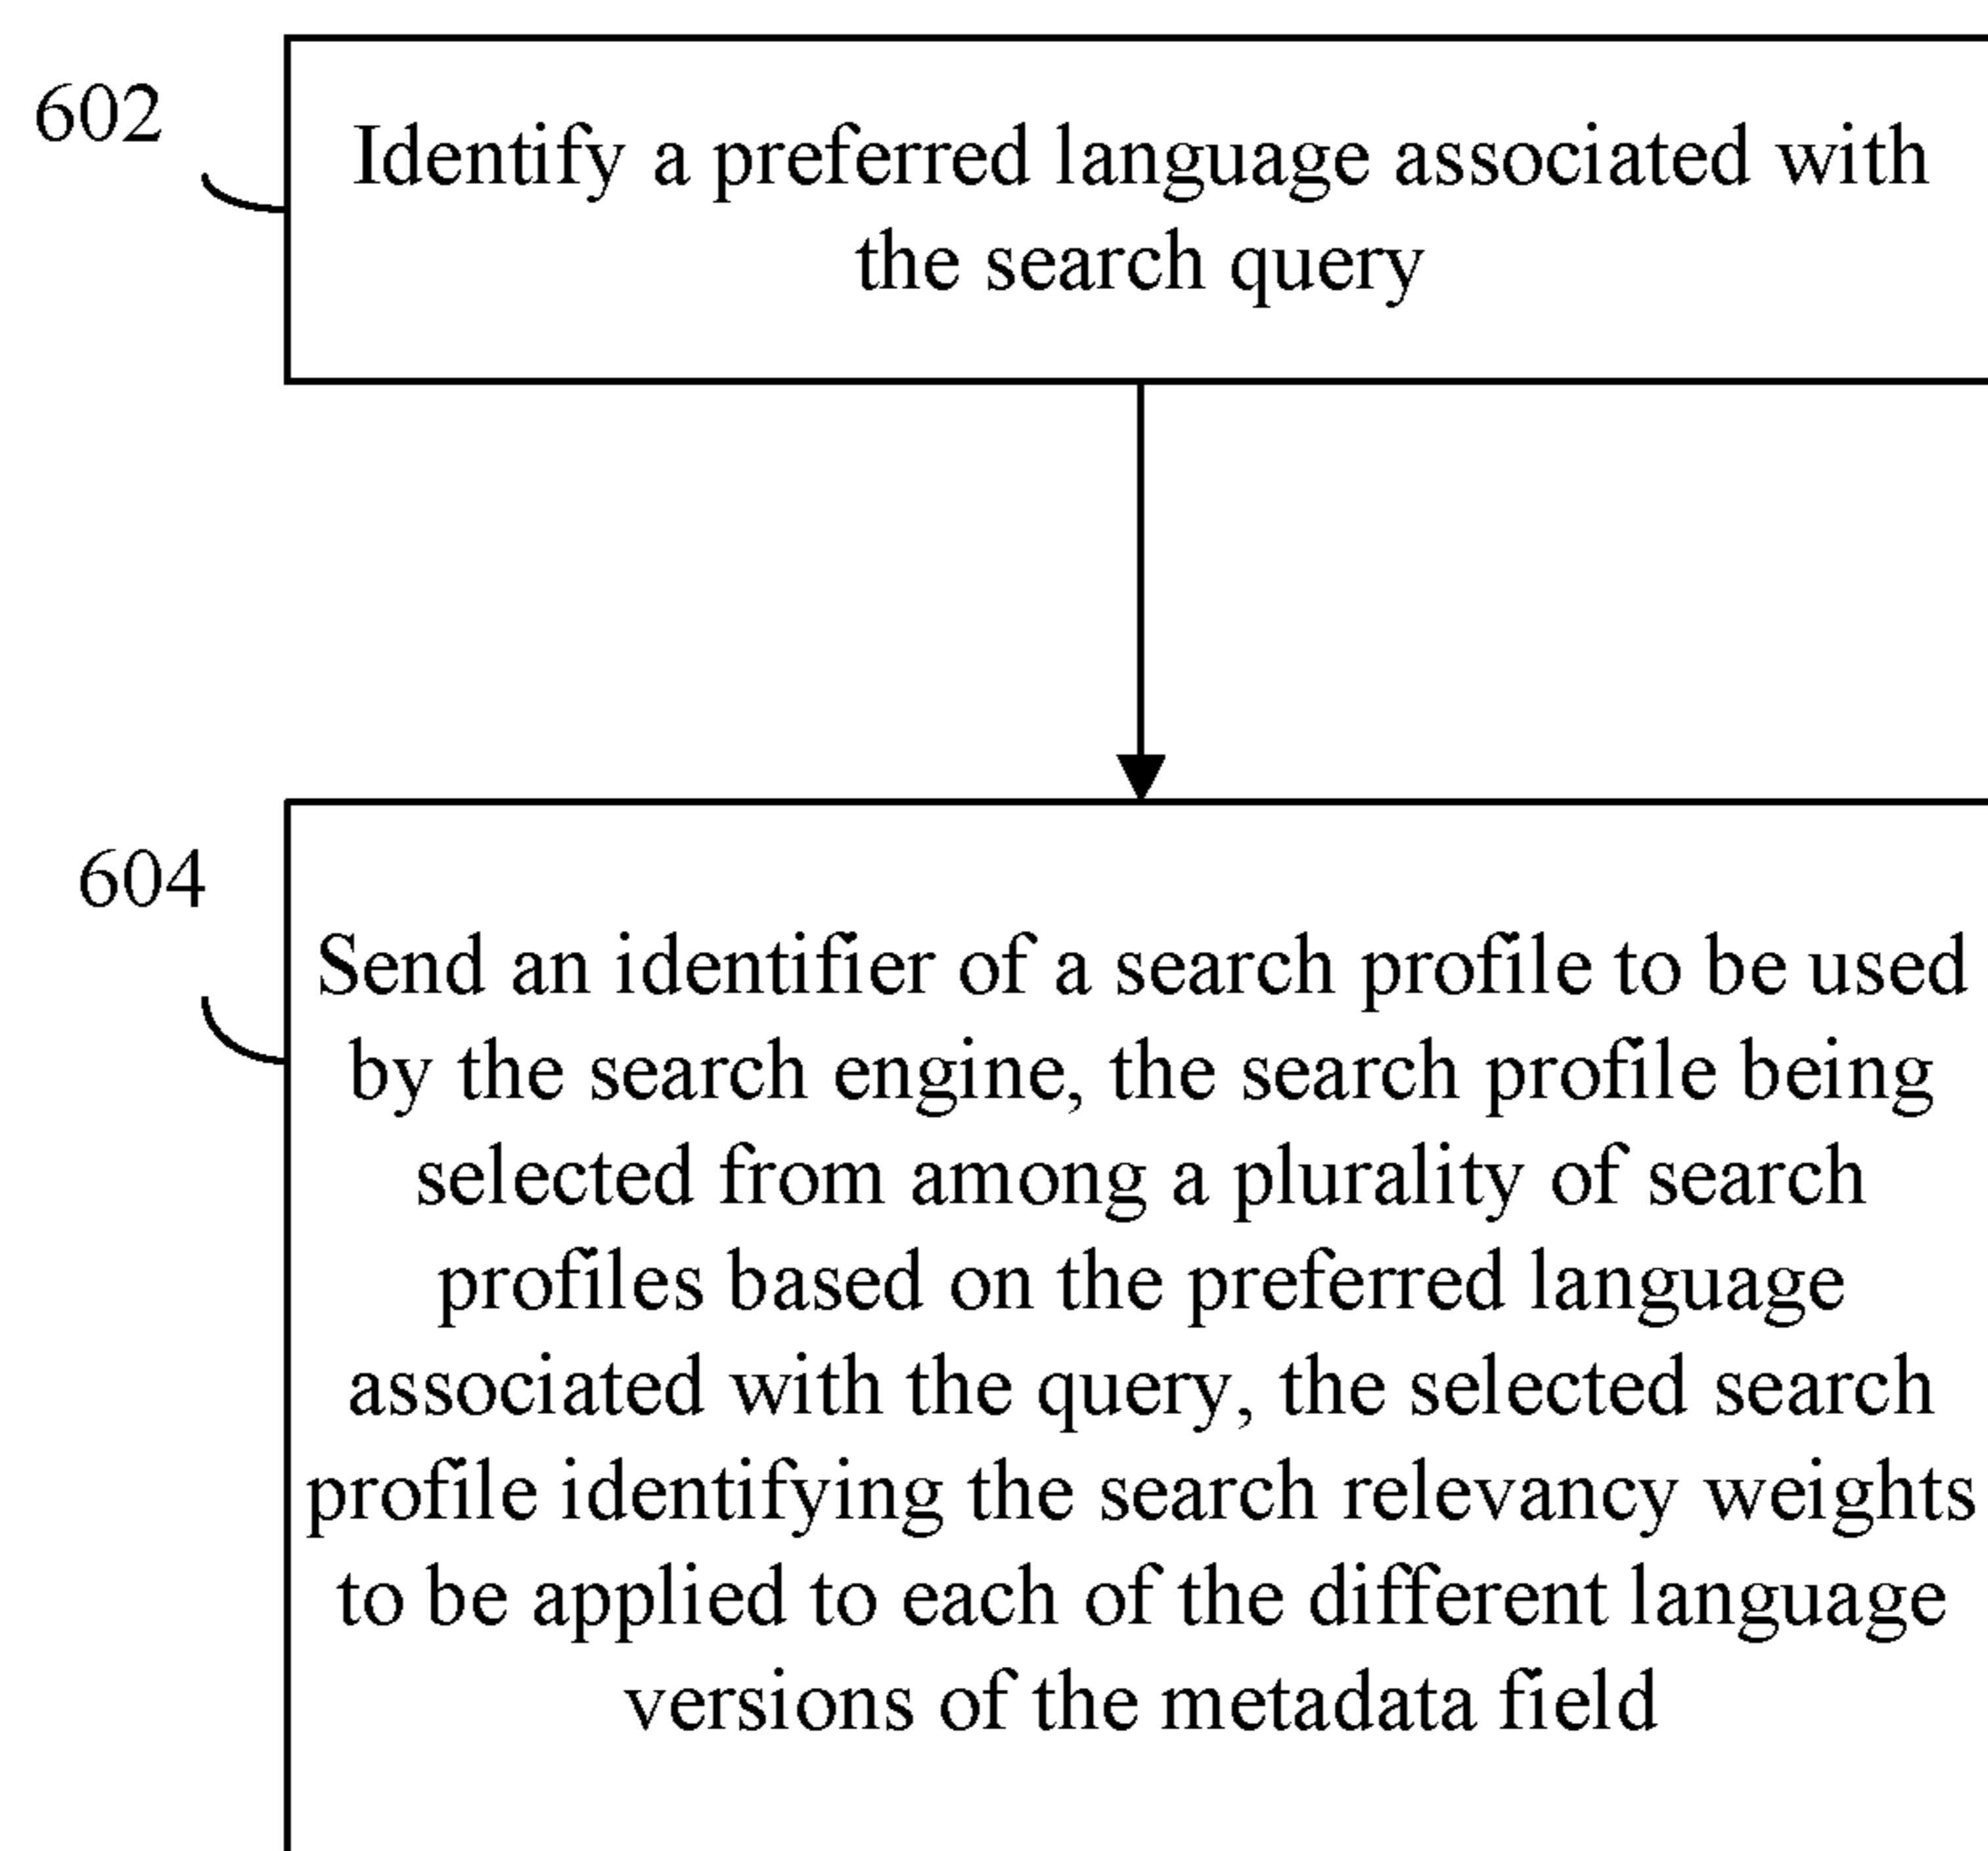 602
Identify a preferred language associated with
the search query
604
Send an identifier of a search profile to be used
by the search engine, the search profile being
selected from among a plurality of search
profiles based on the preferred language
associated with the query, the selected search
profile identifying the search relevancy weights
to be applied to each of the different language
versions of the metadata field